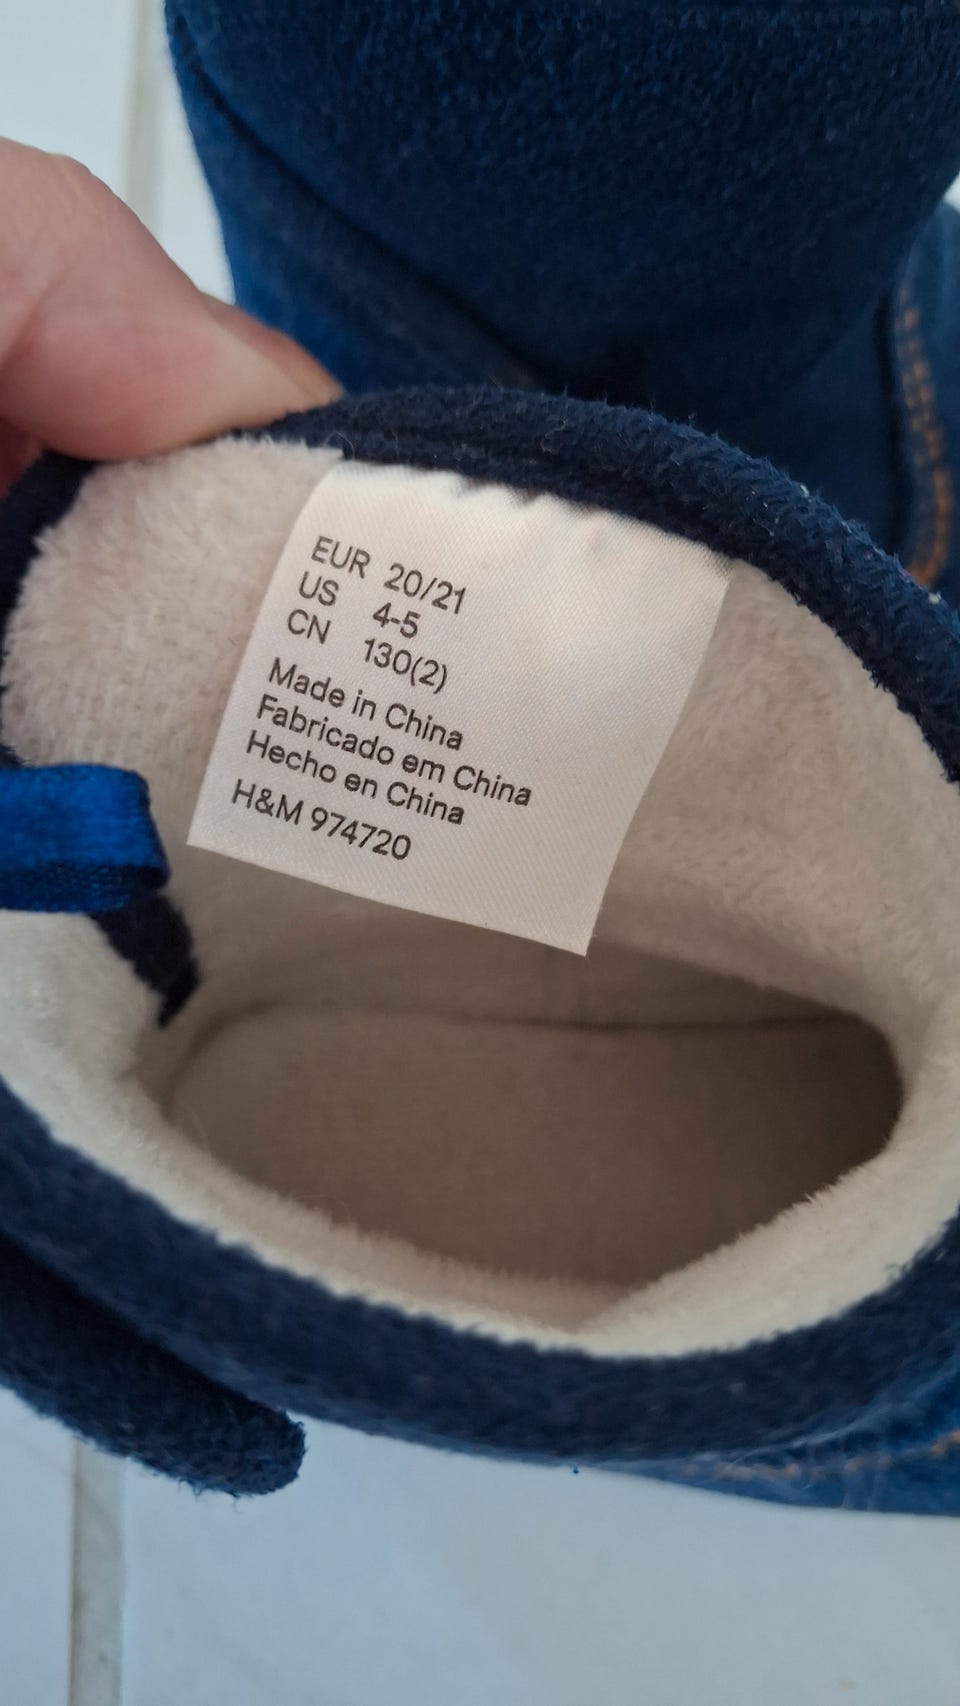 EUR 20/21
US 4-5
CN 130(2)
Made in China
Fabricado em China
Hecho en China
H&M 974720